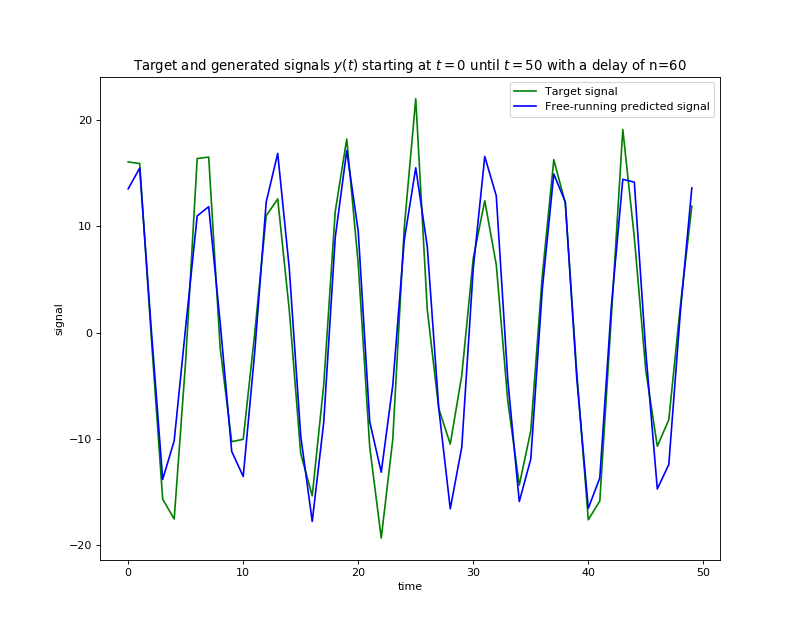 Target and generated signals y(t) starting at t = 0 until t = 50 with a delay of n=60
Target signal
Free-running predicted signal
signal
20
10
0
−10
−20
0 10 20 30 40 50
time